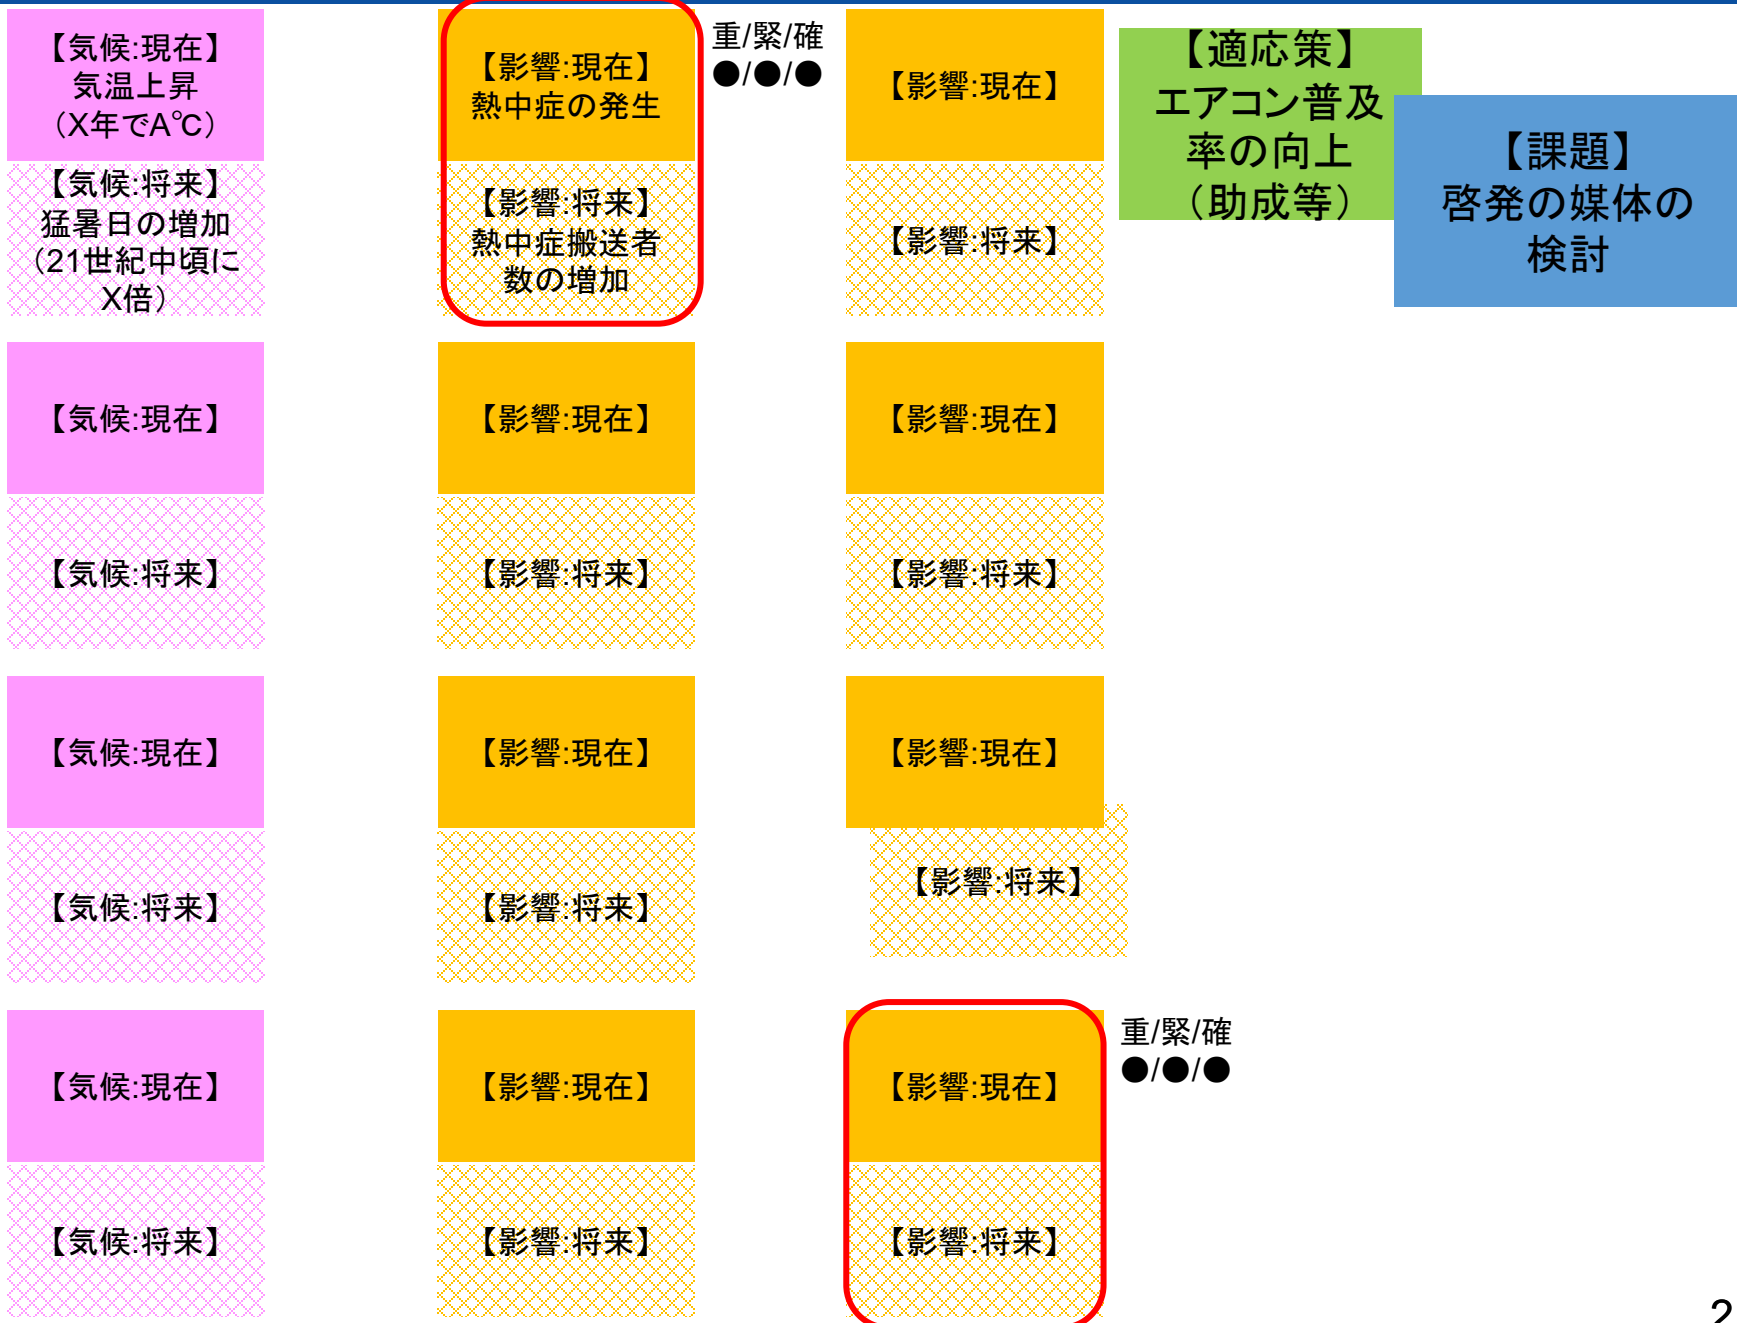 【気候:現在】
気温上昇
（X年でA℃）
【気候:将来】
猛暑日の増加
（21世紀中頃に
X倍）
【影響:現在】
熱中症の発生
【影響:将来】
熱中症搬送者
数の増加
重/緊/確
●/●/●
【影響:現在】
【影響:将来】
【適応策】
エアコン普及
率の向上
（助成等）
【課題】
啓発の媒体の
検討
【気候:現在】
【気候:将来】
【影響:現在】
【影響:将来】
【影響:現在】
【影響:将来】
【気候:現在】
【気候:将来】
【影響:現在】
【影響:将来】
【影響:現在】
【影響:将来】
【気候:現在】
【気候:将来】
【影響:現在】
【影響:将来】
【影響:現在】
【影響:将来】
重/緊/確
●/●/●
2